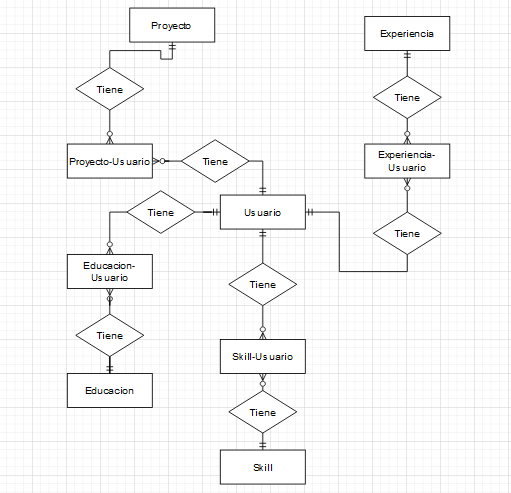 Proyecto
Experiencia
Tiene
Tiene
Proyecto-Usuario
Tiene
Experiencia-
Usuario
Tiene
Usuario
Tiene
Educacion-
Usuario
Tiene
Tiene
Skill-Usuario
Educacion
Tiene
Skill